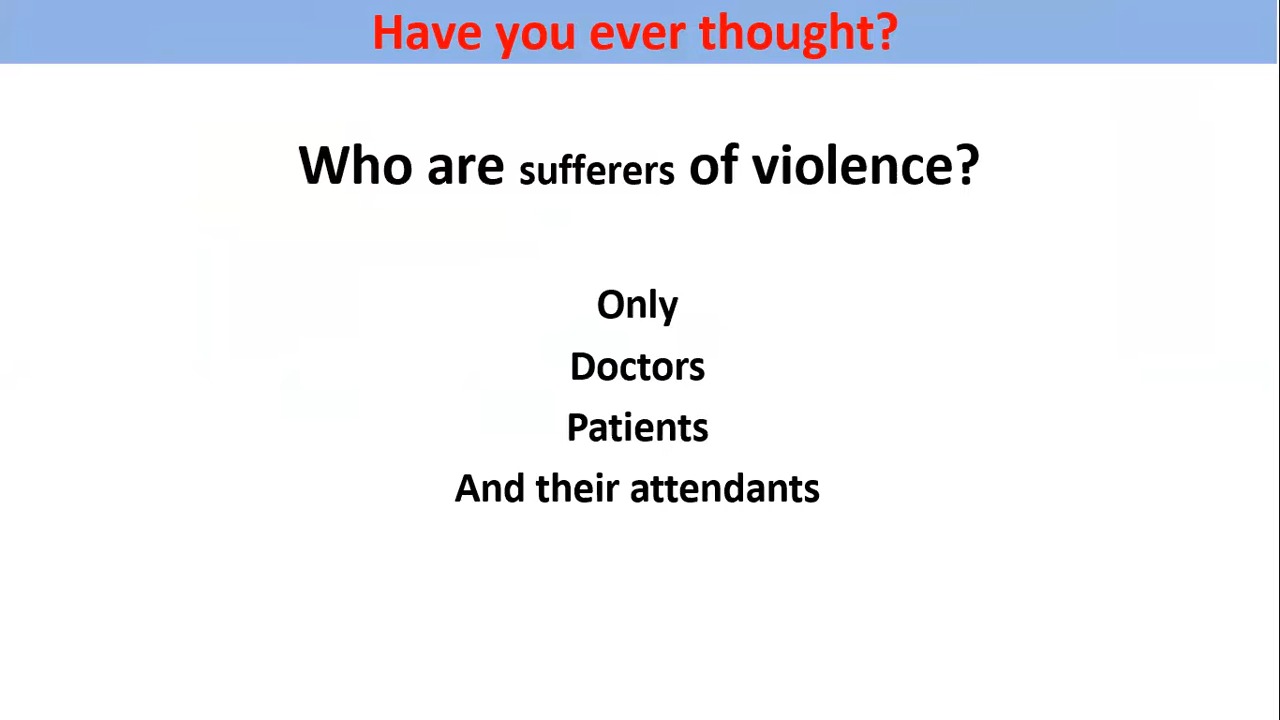 Have you ever thought?
Who are sufferers of violence?
Only
Doctors
Patients
And their attendants